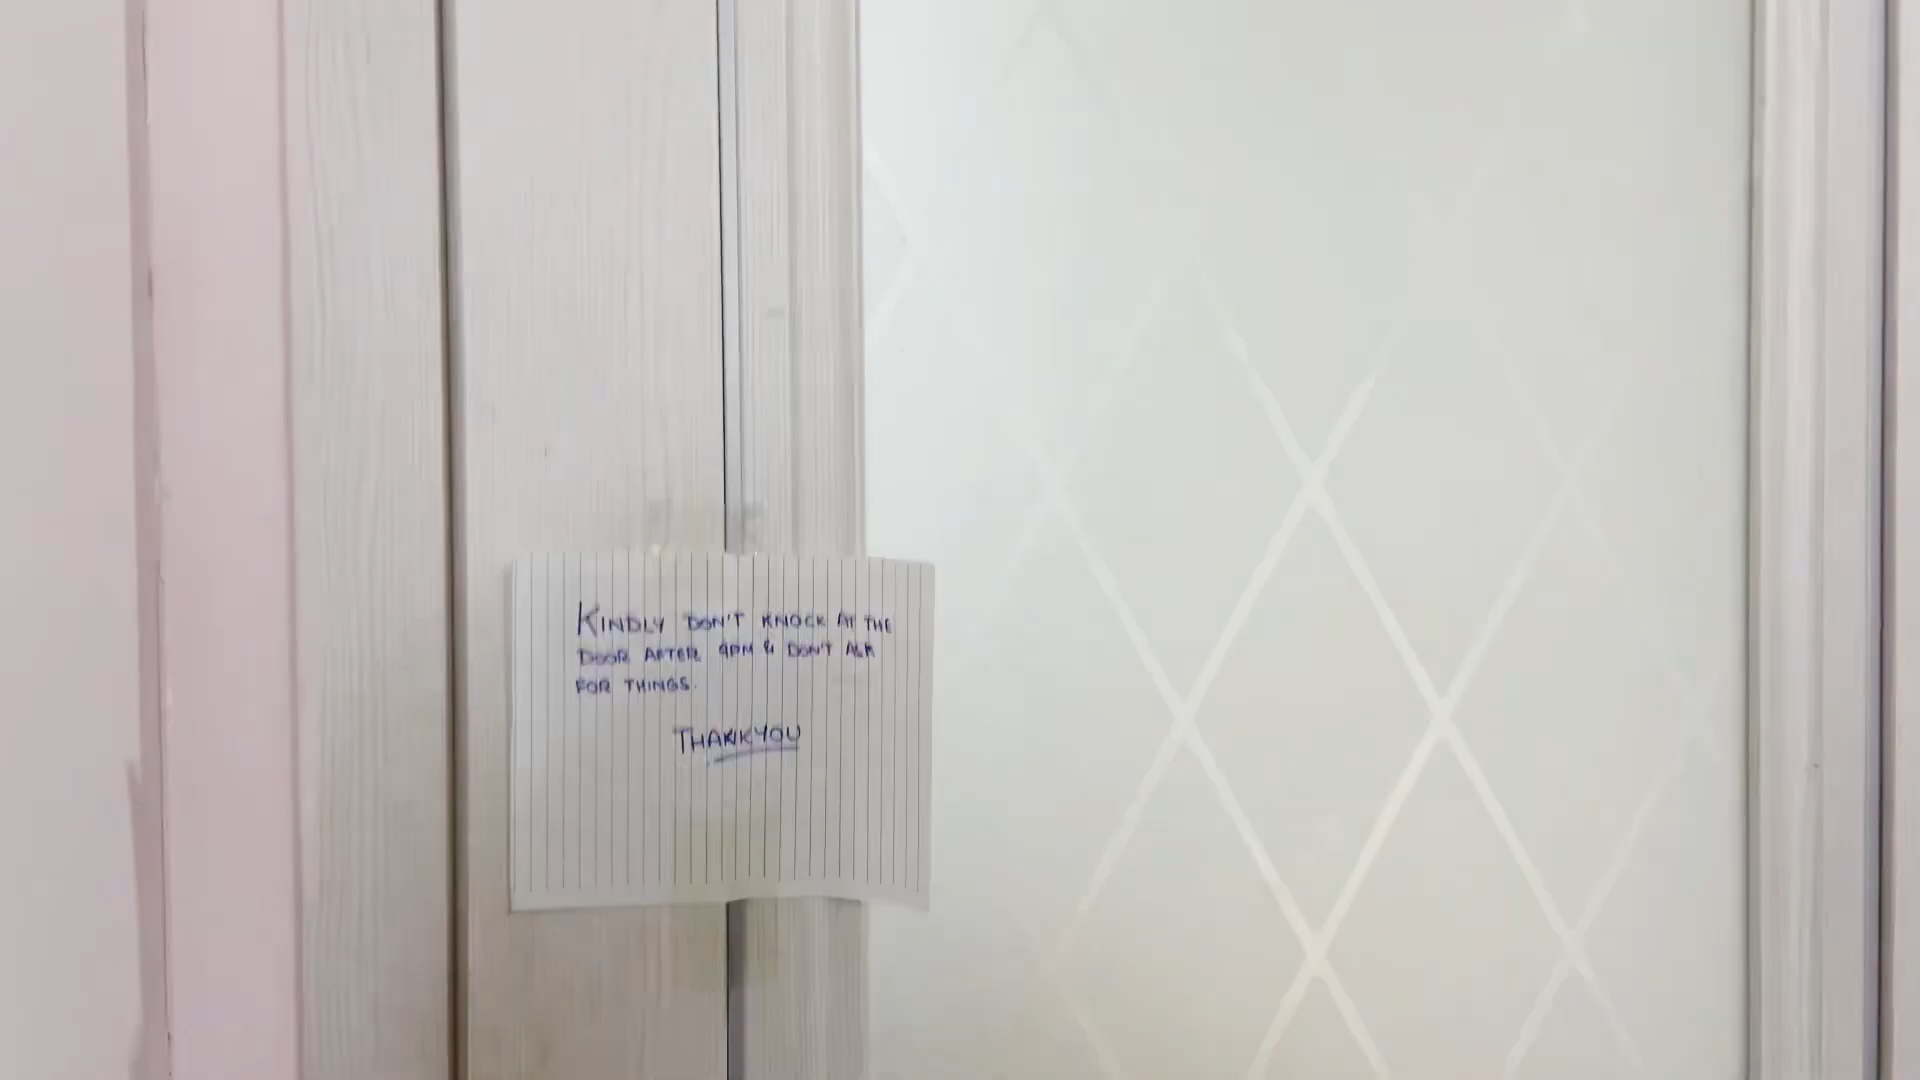 KINDLY DON'T KNOCK AT THE
DOOR AFTER 9PM & DON'T ASK
FOR THINGS.
THANKYOU